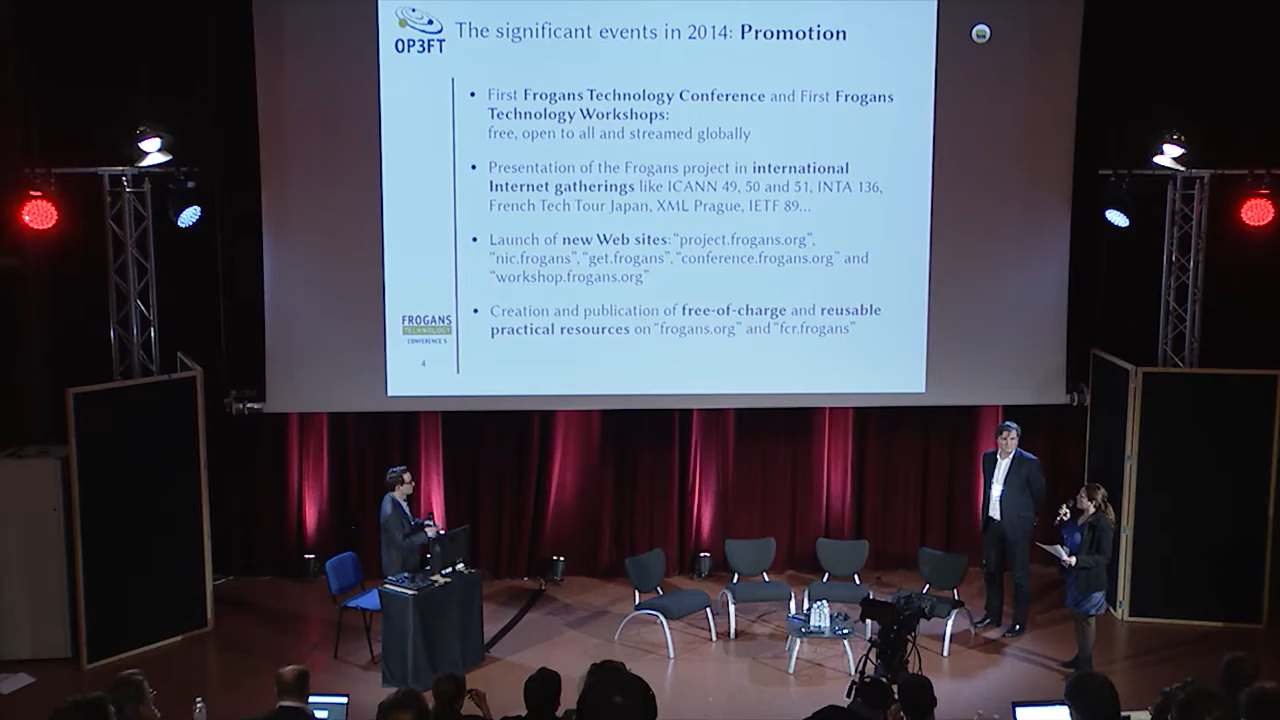 OP3FT
The significant events in 2014: Promotion
• First Frogans Technology Conference and First Frogans
Technology Workshops:
free, open to all and streamed globally
• Presentation of the Frogans project in international
Internet gatherings like ICANN 49, 50 and 51, INTA 136,
French Tech Tour Japan, XML Prague, IETF 89...
• Launch of new Web sites: “project.frogans.org”,
“nic.frogans”, “get.frogans”, “conference.frogans.org” and
“workshop.frogans.org”
• Creation and publication of free-of-charge and reusable
practical resources on “frogans.org” and “fcr.frogans”
FROGANS
TECHNOLOGY
CONFERENCE 5
4